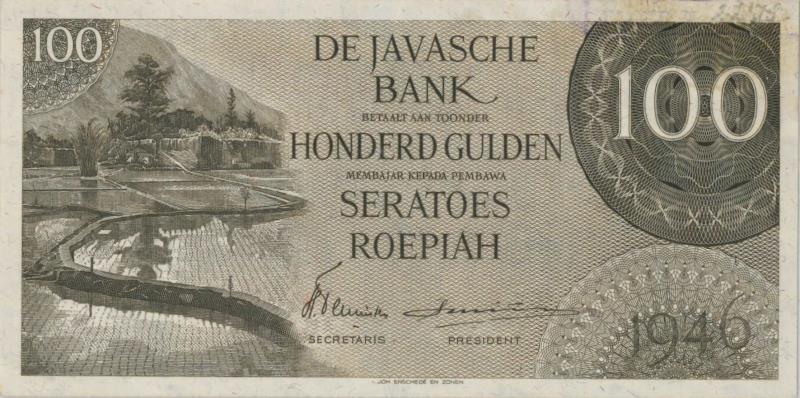 100
DE JAVASCHE
BANK
BETAALT AAN TOONDER
HONDERD GULDEN
MEMBAJAR KEPADA PEMBAWA
SERATOES
ROEPIAH
SECRETARIS PRESIDENT
100
1946
JOH. ENSCHEDÉ EN ZONEN